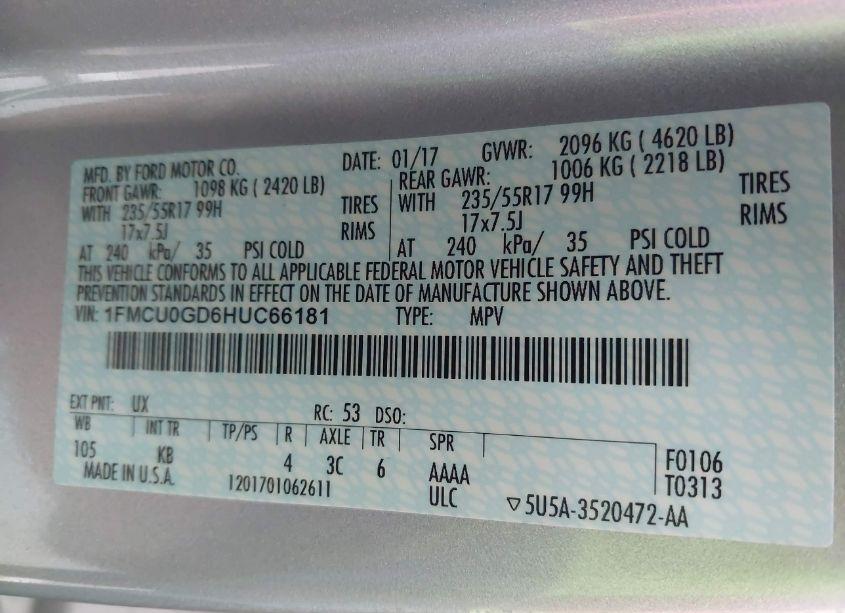 MFD. BY FORD MOTOR CO. DATE: 01/17 GVWR: 2096 KG ( 4620 LB)
FRONT GAWR: 1098 KG ( 2420 LB) REAR GAWR: 1006 KG ( 2218 LB)
WITH 235/55R17 99H TIRES WITH 235/55R17 99H TIRES
17x7.5J RIMS 17x7.5J RIMS
AT 240 kPa/ 35 PSI COLD AT 240 kPa/ 35 PSI COLD
THIS VEHICLE CONFORMS TO ALL APPLICABLE FEDERAL MOTOR VEHICLE SAFETY AND THEFT
PREVENTION STANDARDS IN EFFECT ON THE DATE OF MANUFACTURE SHOWN ABOVE.
VIN: 1FMCU0GD6HUC66181 TYPE: MPV
EXT PNT: UX RC: 53 DSO:
WB INT TR TP/PS R AXLE TR SPR
105 KB 4 3C 6 AAAA F0106
MADE IN U.S.A. 1201701062611 ULC T0313
▽5U5A-3520472-AA